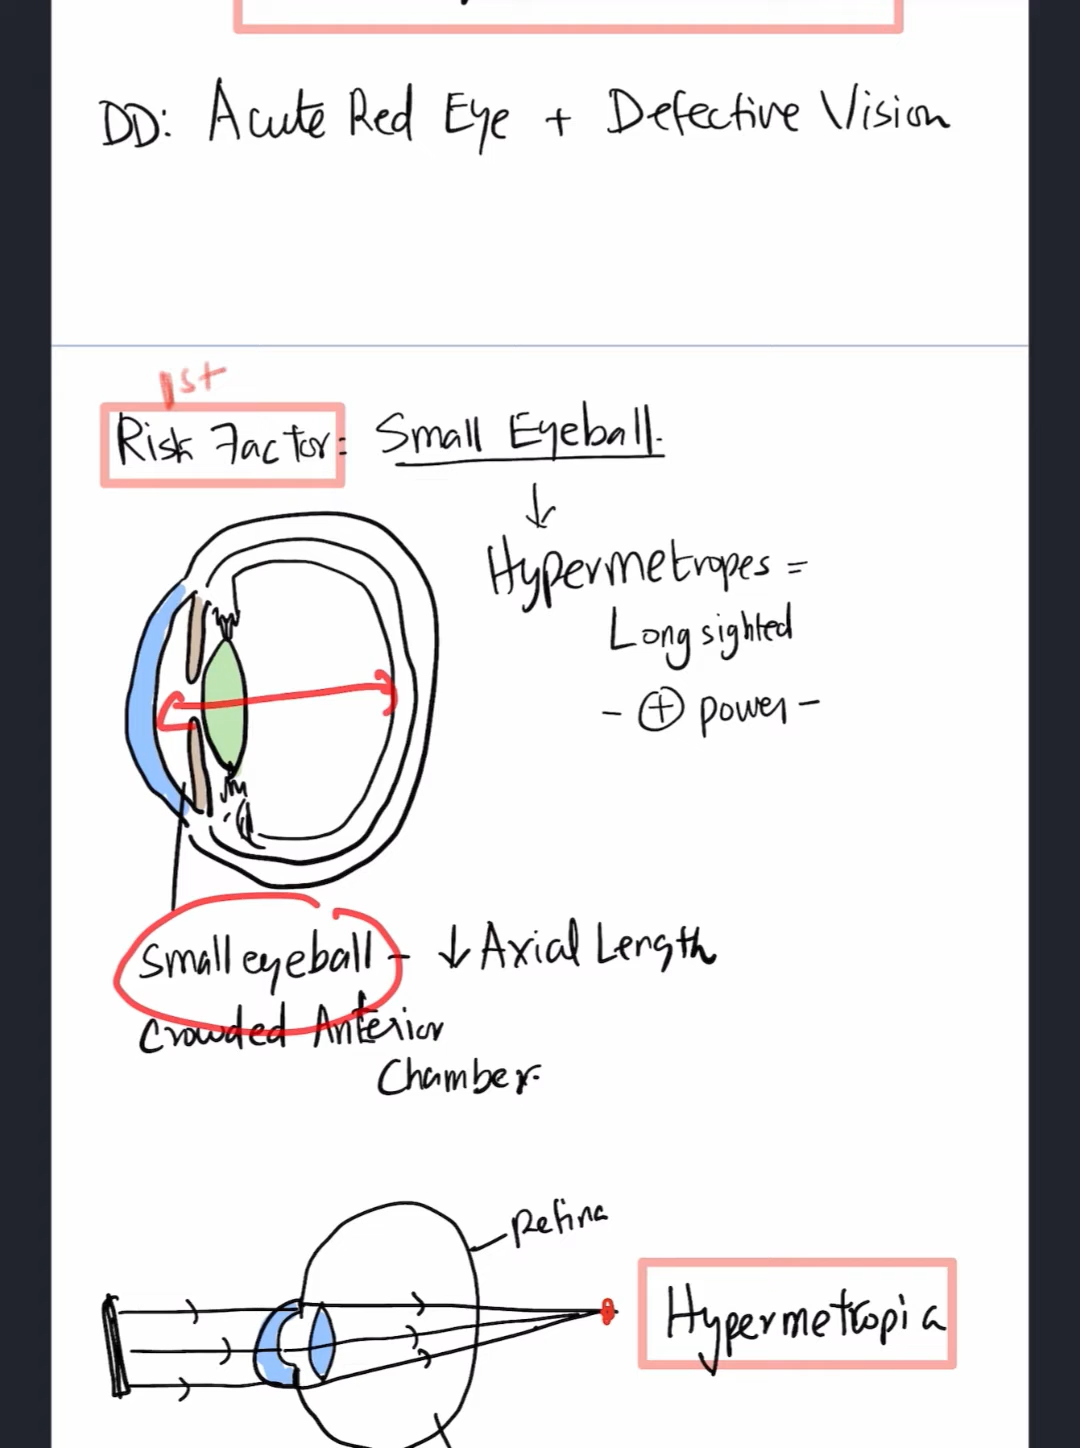 DD: Acute Red Eye + Defective Vision
1st
Risk Factor: Small Eyeball.
↓
Hypermetropes =
Long sighted
- ⊕ power -
Small eyeball - ↓ Axial Length
Crowded Anterior
Chamber.
Retina
Hypermetropia